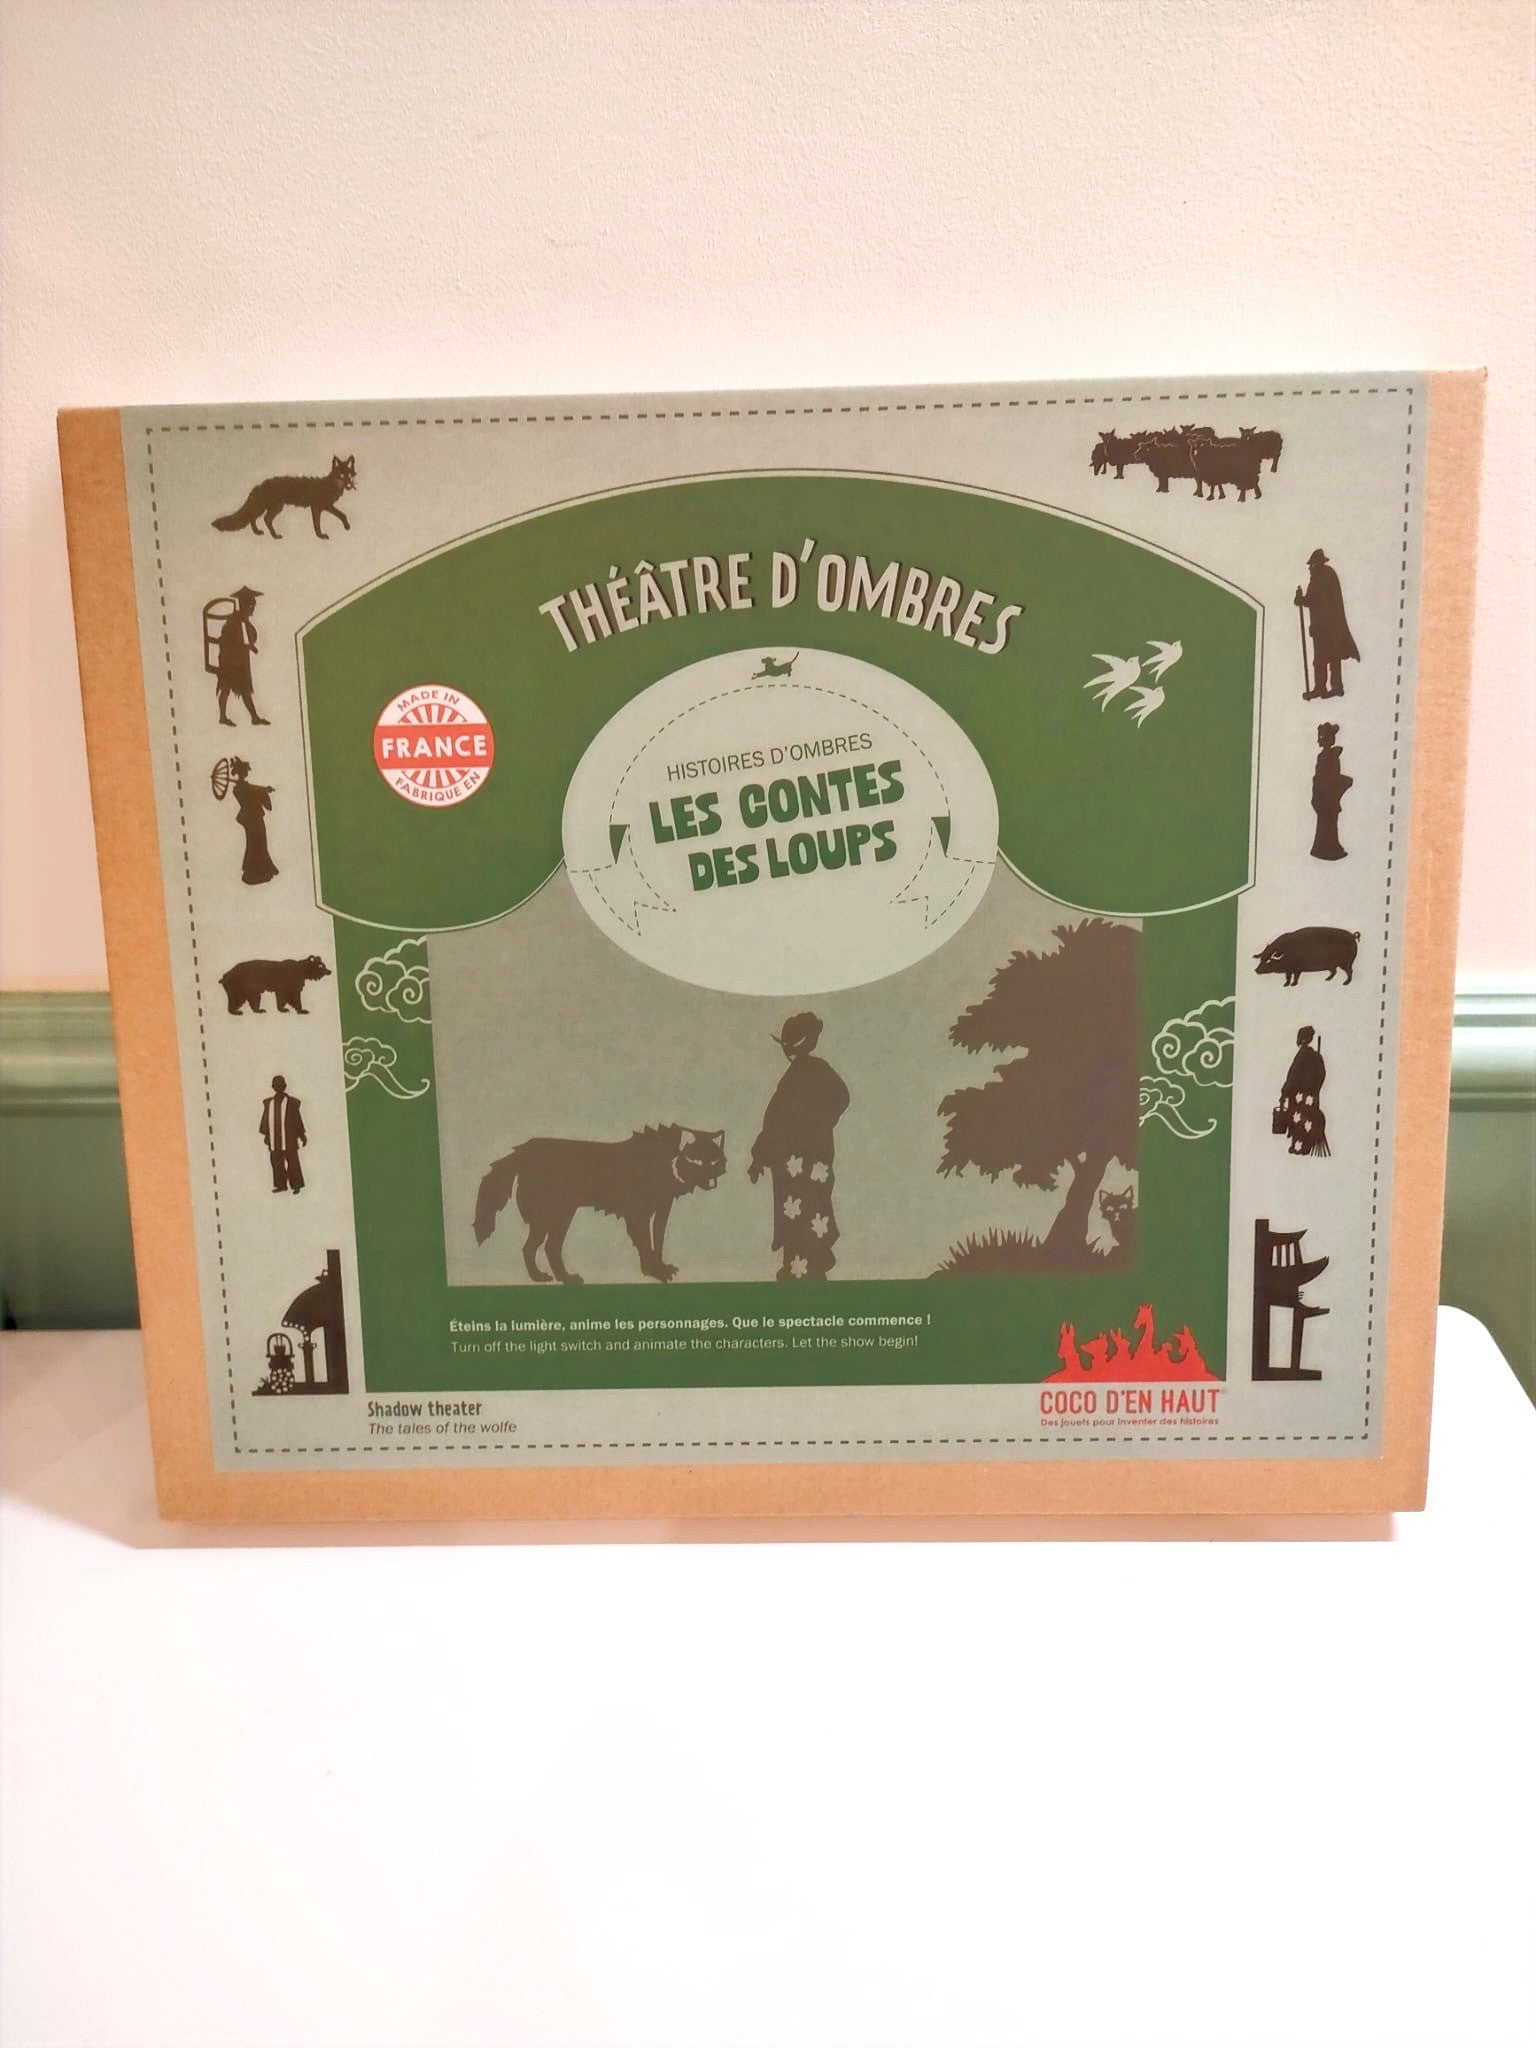 THÉÂTRE D'OMBRES
MADE IN
FRANCE
FABRIQUE EN
HISTOIRES D'OMBRES
LES CONTES
DES LOUPS
Éteins la lumière, anime les personnages. Que le spectacle commence !
Turn off the light switch and animate the characters. Let the show begin!
Shadow theater
The tales of the wolfe
COCO D'EN HAUT
Des jouets pour inventer des histoires